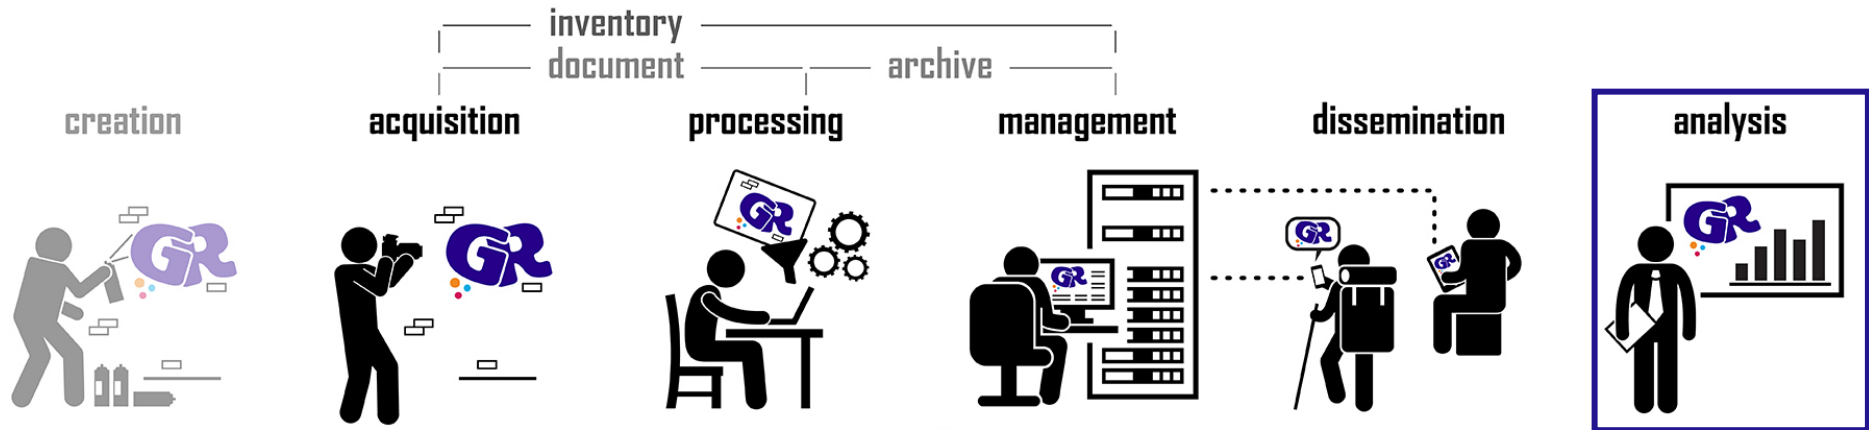 inventory
document archive
creation acquisition processing management dissemination analysis
GR GR GR GR GR GR GR